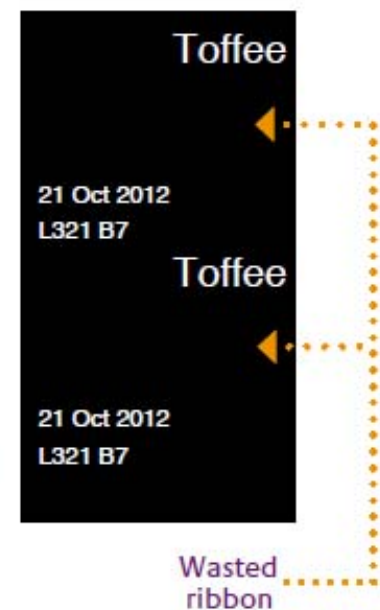 Toffee
21 Oct 2012
L321 B7
Toffee
21 Oct 2012
L321 B7
Wasted
ribbon